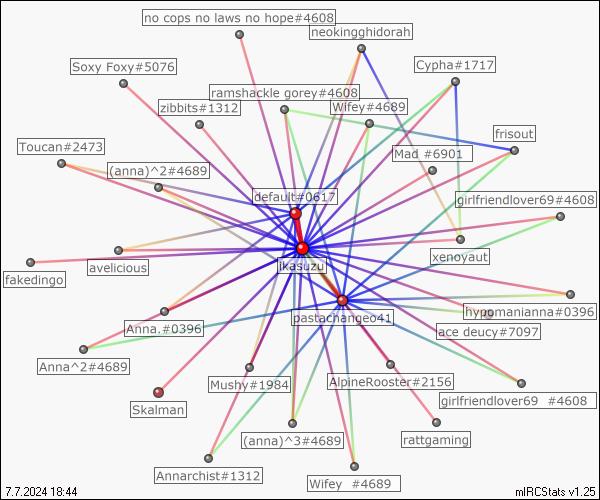 no cops no laws no hope#4608
neokingghidorah
Soxy Foxy#5076
Cypha#1717
ramshackle gorey#4608
zibbits#1312
Wifey#4689
frisout
Toucan#2473
Mad #6901
(anna)^2#4689
default#0617
girlfriendlover69#4608
jkasuzu
xenoyaut
avelicious
fakedingo
hypomanianna#0396
pastachangeo41
Anna.#0396
ace deucy#7097
Anna^2#4689
Mushy#1984
AlpineRooster#2156
Skalman
girlfriendlover69 #4608
(anna)^3#4689
rattgaming
Annarchist#1312
Wifey #4689
7.7.2024 18:44
mIRCStats v1.25